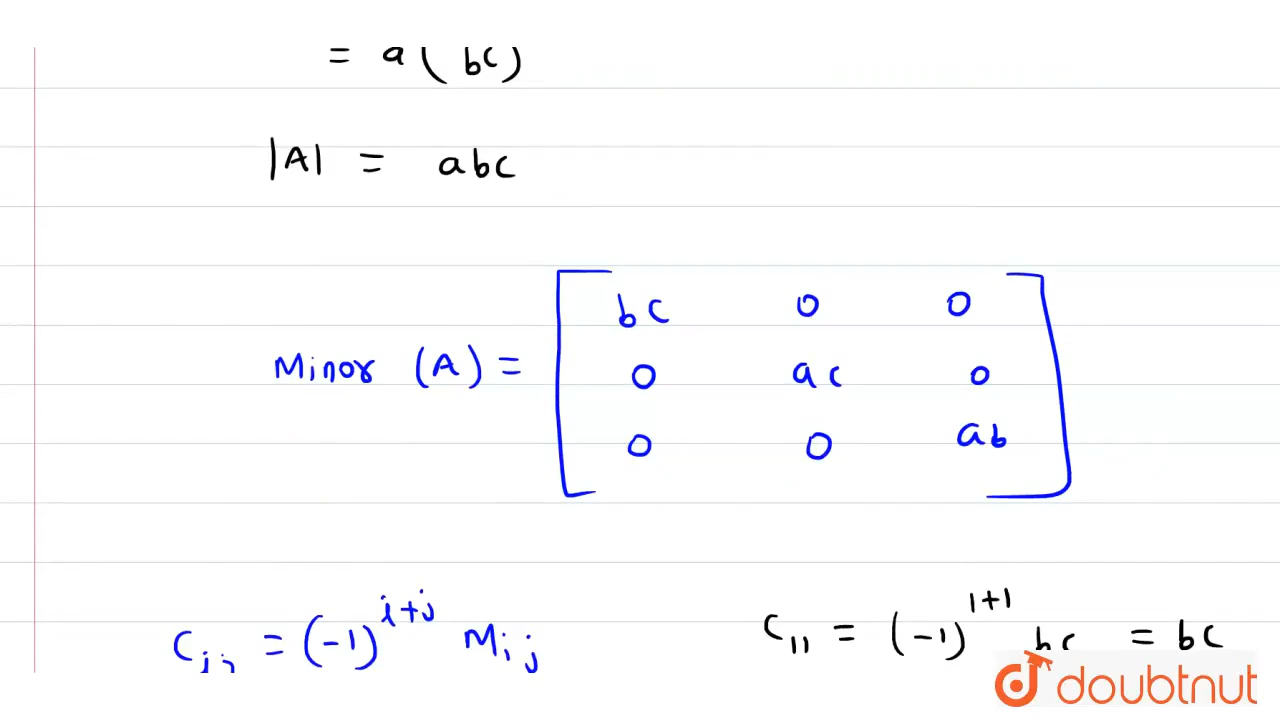 = a ( bc )
|A| = abc
Minor (A) = [ bc 0 0
0 ac 0
0 0 ab ]
C_ij = (-1)^{i+j} M_ij
C_11 = (-1)^{1+1} bc = bc
doubtnut